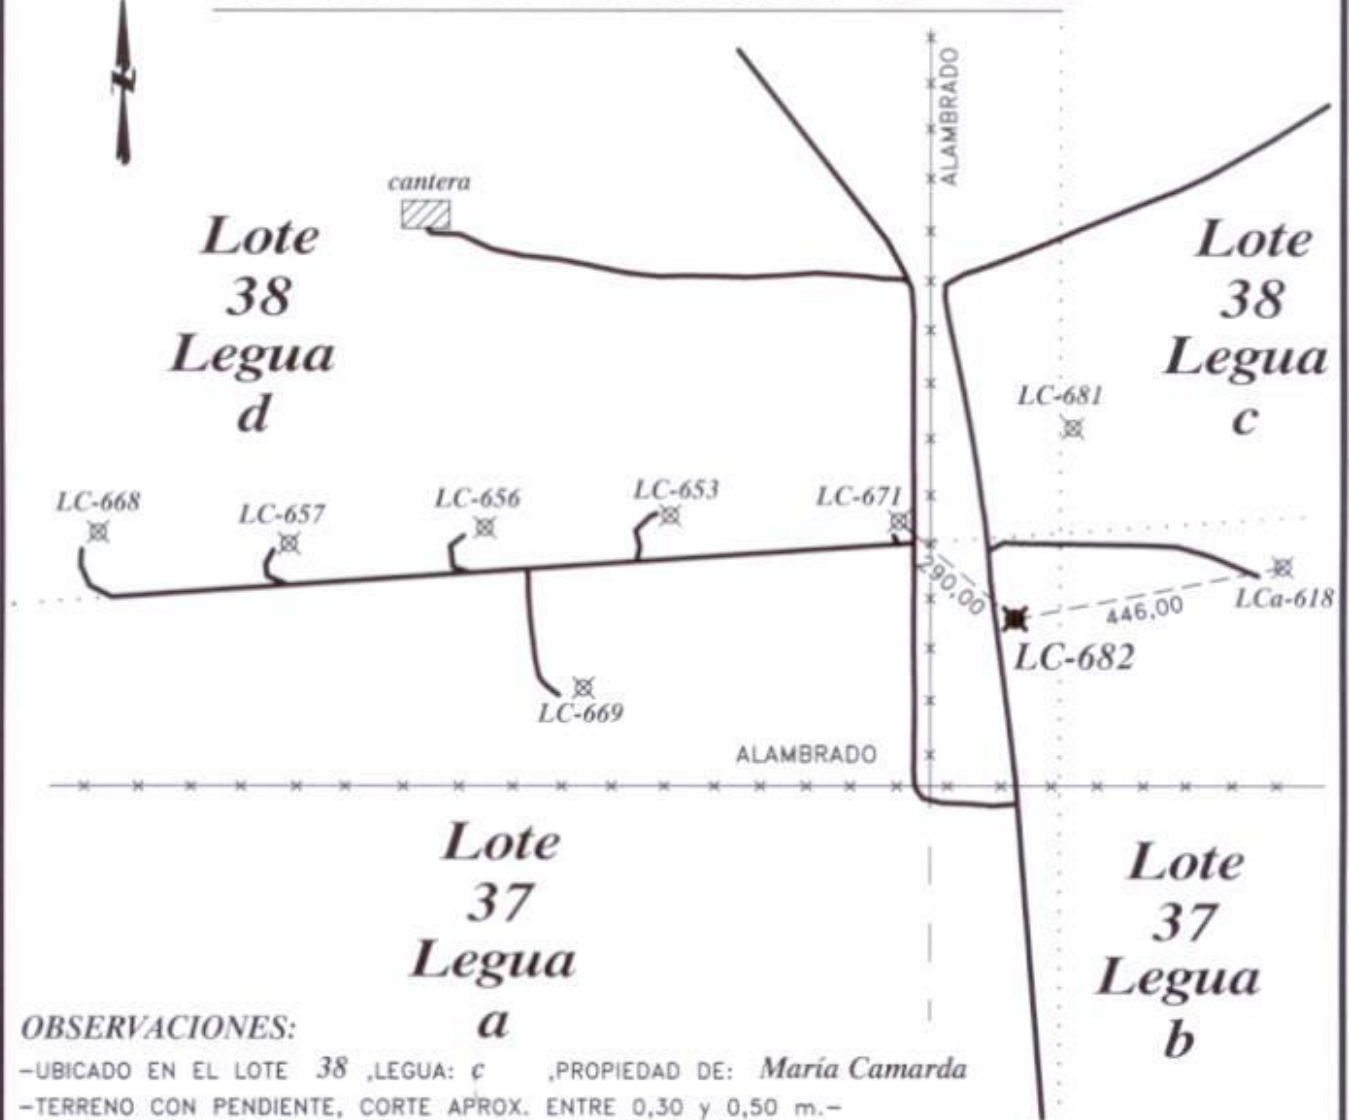 N
ALAMBRADO
cantera
Lote
38
Legua
d
Lote
38
Legua
c
LC-681
LC-668
LC-657
LC-656
LC-653
LC-671
290,00
446,00
LCa-618
LC-682
LC-669
ALAMBRADO
Lote
37
Legua
a
Lote
37
Legua
b
OBSERVACIONES:
-UBICADO EN EL LOTE 38 ,LEGUA: c ,PROPIEDAD DE: María Camarda
-TERRENO CON PENDIENTE, CORTE APROX. ENTRE 0,30 y 0,50 m.-